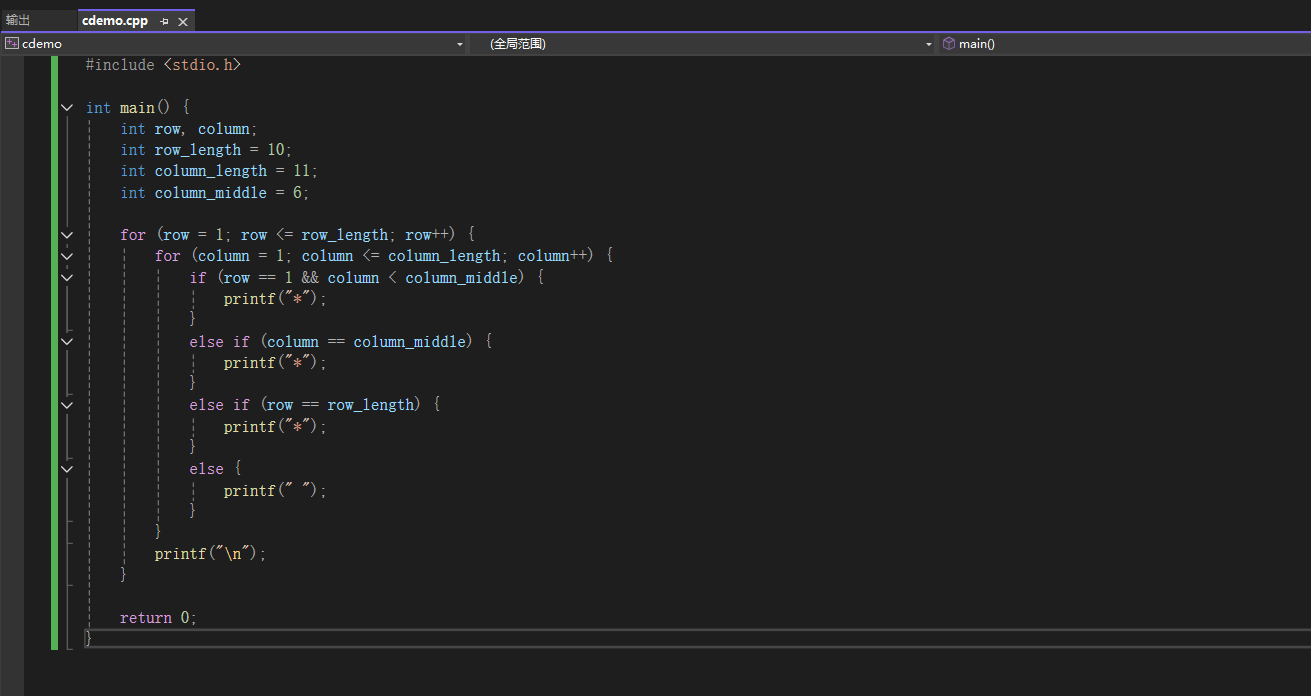 输出 cdemo.cpp
cdemo (全局范围) main()
#include <stdio.h>
int main() {
    int row, column;
    int row_length = 10;
    int column_length = 11;
    int column_middle = 6;
    for (row = 1; row <= row_length; row++) {
        for (column = 1; column <= column_length; column++) {
            if (row == 1 && column < column_middle) {
                printf("*");
            }
            else if (column == column_middle) {
                printf("*");
            }
            else if (row == row_length) {
                printf("*");
            }
            else {
                printf(" ");
            }
        }
        printf("\n");
    }
    return 0;
}